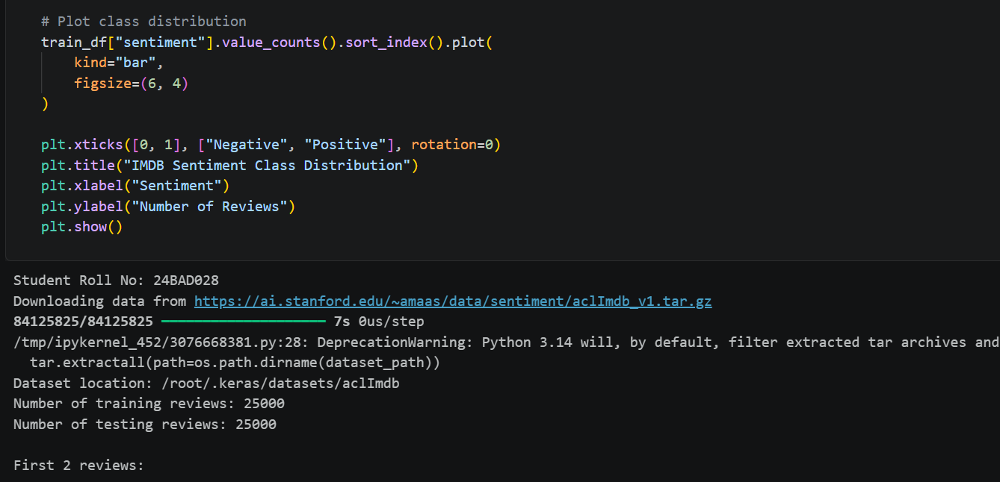 # Plot class distribution
train_df["sentiment"].value_counts().sort_index().plot(
    kind="bar",
    figsize=(6, 4)
)
plt.xticks([0, 1], ["Negative", "Positive"], rotation=0)
plt.title("IMDB Sentiment Class Distribution")
plt.xlabel("Sentiment")
plt.ylabel("Number of Reviews")
plt.show()
Student Roll No: 24BAD028
Downloading data from https://ai.stanford.edu/~amaas/data/sentiment/aclImdb_v1.tar.gz
84125825/84125825 ━━━━━━━━━━━━━━━━━━━━ 7s 0us/step
/tmp/ipykernel_452/3076668381.py:28: DeprecationWarning: Python 3.14 will, by default, filter extracted tar archives and
  tar.extractall(path=os.path.dirname(dataset_path))
Dataset location: /root/.keras/datasets/aclImdb
Number of training reviews: 25000
Number of testing reviews: 25000
First 2 reviews: